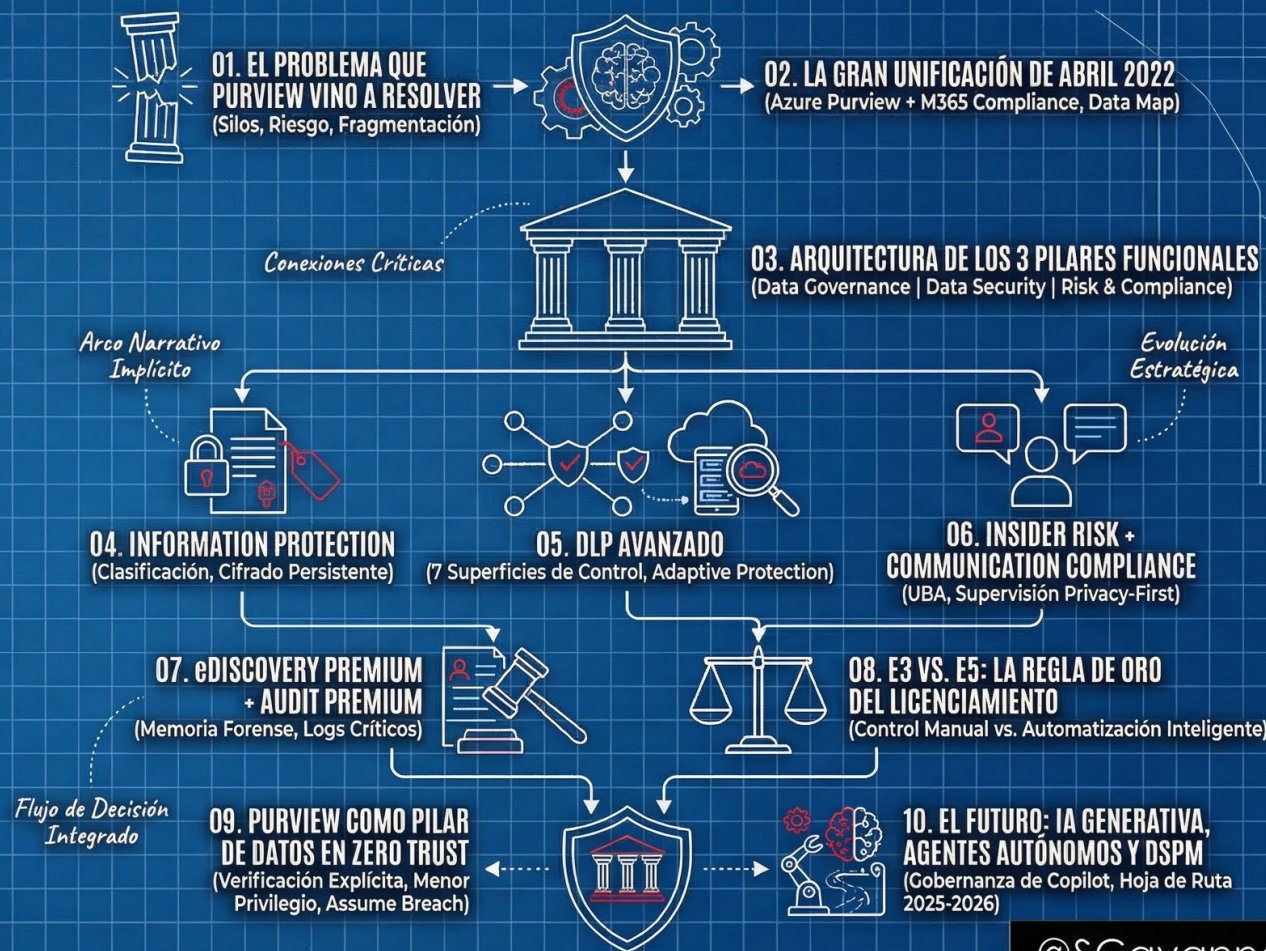 01. EL PROBLEMA QUE
PURVIEW VINO A RESOLVER
(Silos, Riesgo, Fragmentación)
02. LA GRAN UNIFICACIÓN DE ABRIL 2022
(Azure Purview + M365 Compliance, Data Map)
Conexiones Críticas
03. ARQUITECTURA DE LOS 3 PILARES FUNCIONALES
(Data Governance | Data Security | Risk & Compliance)
Arco Narrativo
Implícito
Evolución
Estratégica
04. INFORMATION PROTECTION
(Clasificación, Cifrado Persistente)
05. DLP AVANZADO
(7 Superficies de Control, Adaptive Protection)
06. INSIDER RISK +
COMMUNICATION COMPLIANCE
(UBA, Supervisión Privacy-First)
07. eDISCOVERY PREMIUM
+ AUDIT PREMIUM
(Memoria Forense, Logs Críticos)
08. E3 VS. E5: LA REGLA DE ORO
DEL LICENCIAMIENTO
(Control Manual vs. Automatización Inteligente)
Flujo de Decisión
Integrado
09. PURVIEW COMO PILAR
DE DATOS EN ZERO TRUST
(Verificación Explícita, Menor
Privilegio, Assume Breach)
10. EL FUTURO: IA GENERATIVA,
AGENTES AUTÓNOMOS Y DSPM
(Gobernanza de Copilot, Hoja de Ruta
2025-2026)